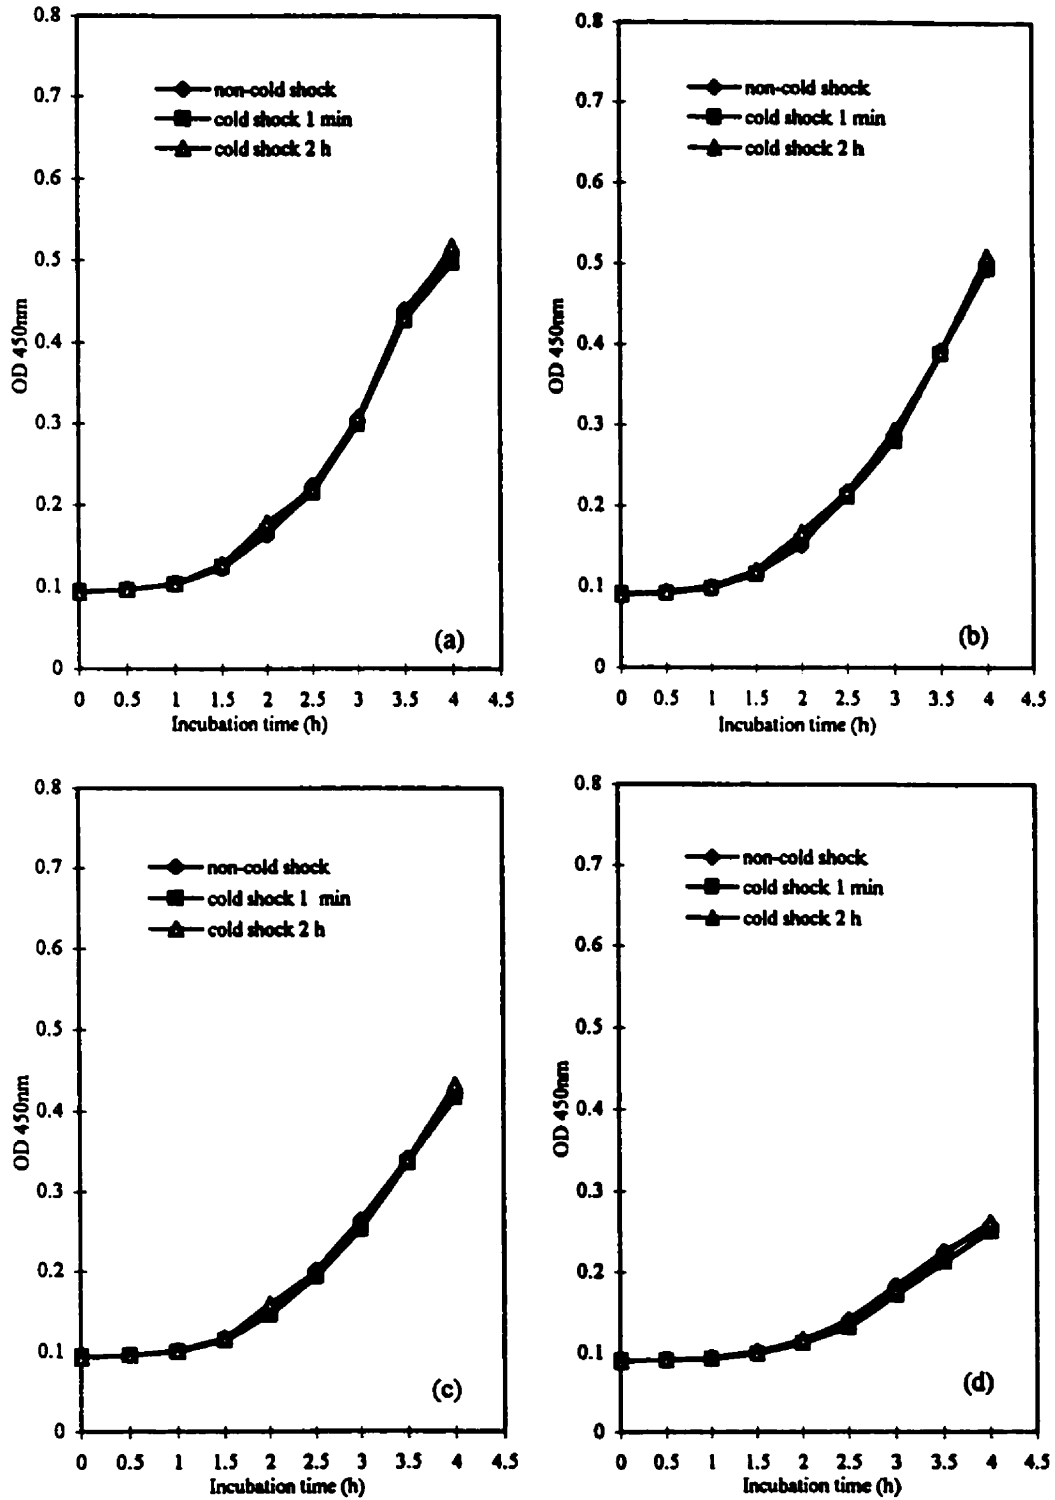 0.8
0.7
0.6
0.5
0.4
0.3
0.2
0.1
0
OD 450nm
non-cold shock
cold shock 1 min
cold shock 2 h
(a)
0 0.5 1 1.5 2 2.5 3 3.5 4 4.5
Incubation time (h)
0.8
0.7
0.6
0.5
0.4
0.3
0.2
0.1
0
OD 450nm
non-cold shock
cold shock 1 min
cold shock 2 h
(b)
0 0.5 1 1.5 2 2.5 3 3.5 4 4.5
Incubation time (h)
0.8
0.7
0.6
0.5
0.4
0.3
0.2
0.1
0
OD 450nm
non-cold shock
cold shock 1 min
cold shock 2 h
(c)
0 0.5 1 1.5 2 2.5 3 3.5 4 4.5
Incubation time (h)
0.8
0.7
0.6
0.5
0.4
0.3
0.2
0.1
0
OD 450nm
non-cold shock
cold shock 1 min
cold shock 2 h
(d)
0 0.5 1 1.5 2 2.5 3 3.5 4 4.5
Incubation time (h)